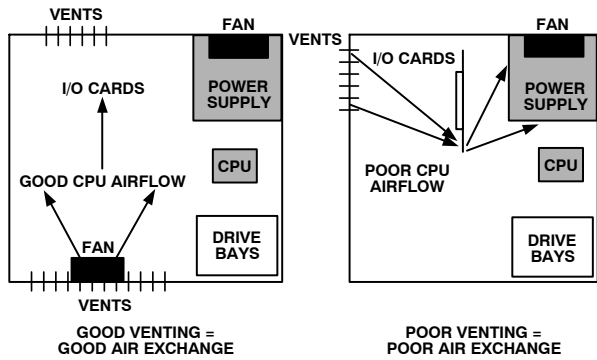 VENTS
FAN
I/O CARDS
POWER
SUPPLY
GOOD CPU AIRFLOW
CPU
FAN
DRIVE
BAYS
VENTS
GOOD VENTING =
GOOD AIR EXCHANGE
FAN
VENTS
I/O CARDS
POWER
SUPPLY
POOR CPU
AIRFLOW
CPU
DRIVE
BAYS
POOR VENTING =
POOR AIR EXCHANGE